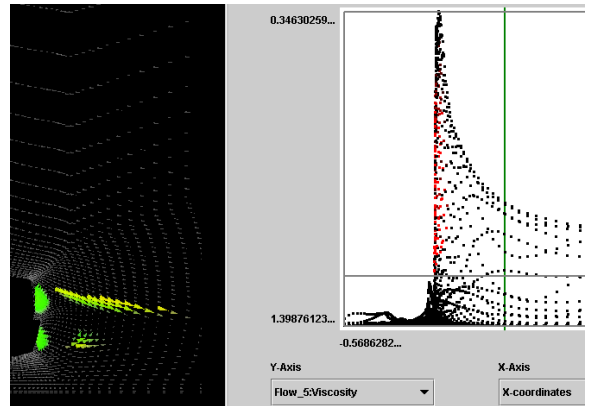 0.34630259...
1.39876123...
-0.5686282...
Y-Axis
X-Axis
Flow_5:Viscosity
X-coordinates